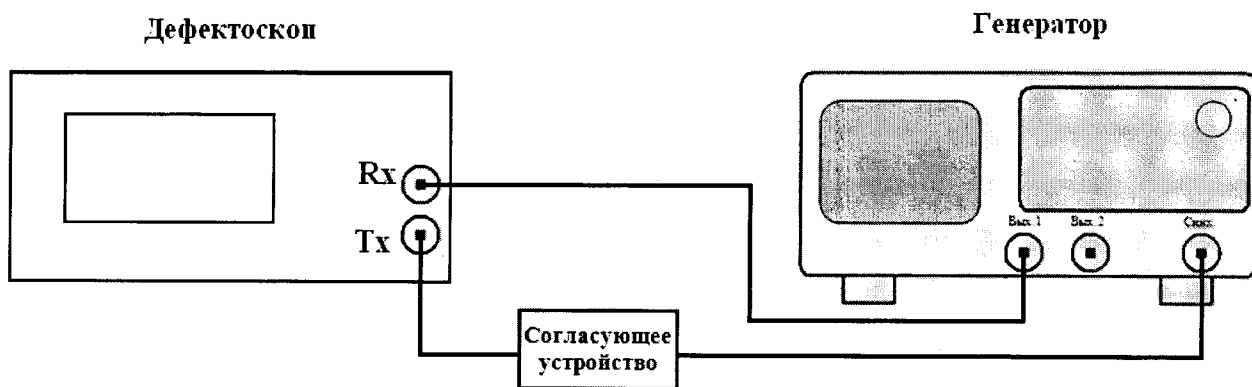 Дефектоскоп
Генератор
Rx
Tx
Вых. 1
Вых. 2
Синх.
Согласующее
устройство